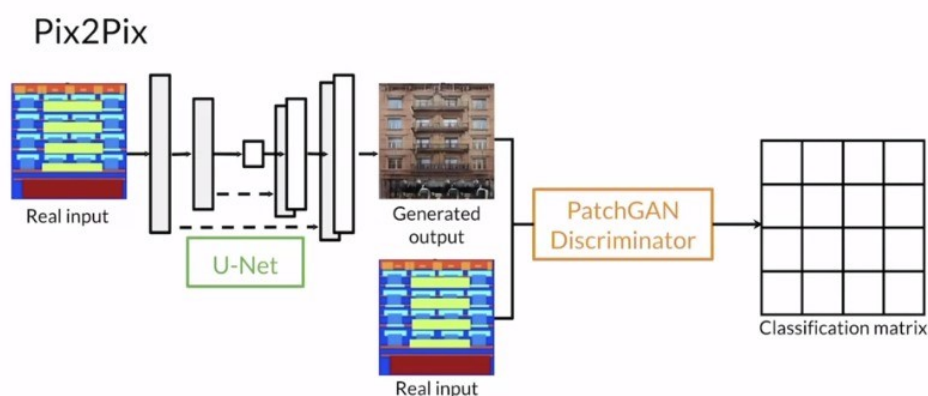 Pix2Pix
Real input
U-Net
Generated
output
Real input
PatchGAN
Discriminator
Classification matrix